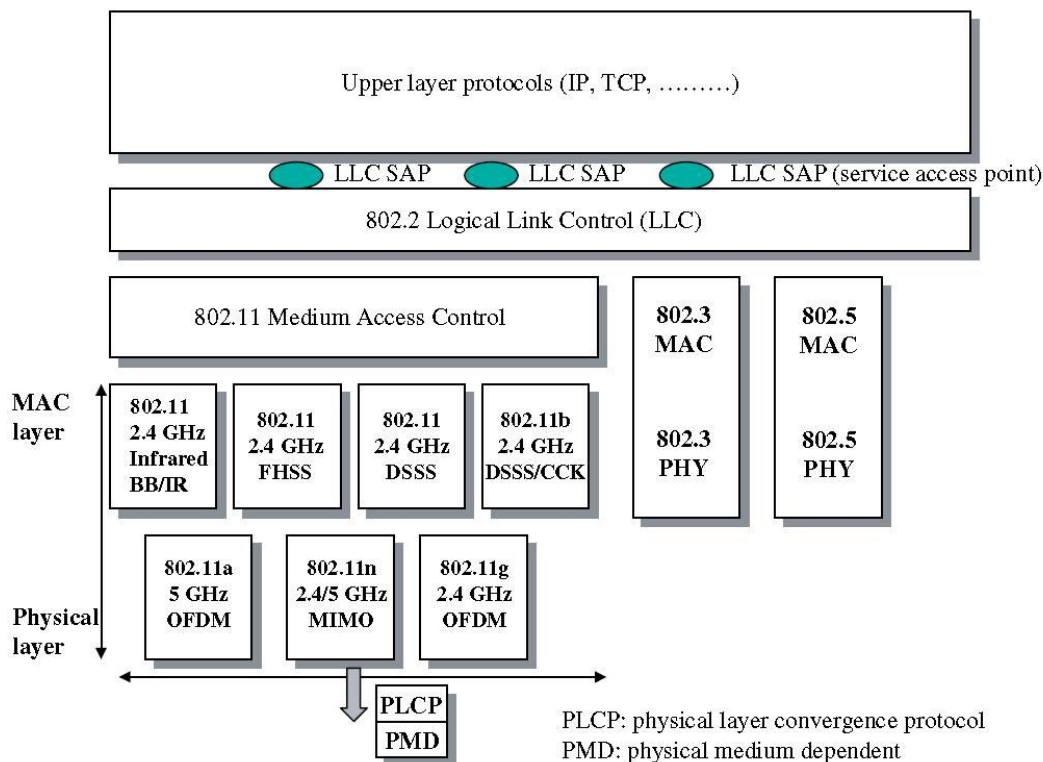 Upper layer protocols (IP, TCP, ………)
LLC SAP LLC SAP LLC SAP (service access point)
802.2 Logical Link Control (LLC)
802.11 Medium Access Control
802.3
MAC
802.3
PHY
802.5
MAC
802.5
PHY
MAC
layer
802.11
2.4 GHz
Infrared
BB/IR
802.11
2.4 GHz
FHSS
802.11
2.4 GHz
DSSS
802.11b
2.4 GHz
DSSS/CCK
Physical
layer
802.11a
5 GHz
OFDM
802.11n
2.4/5 GHz
MIMO
802.11g
2.4 GHz
OFDM
PLCP
PMD
PLCP: physical layer convergence protocol
PMD: physical medium dependent